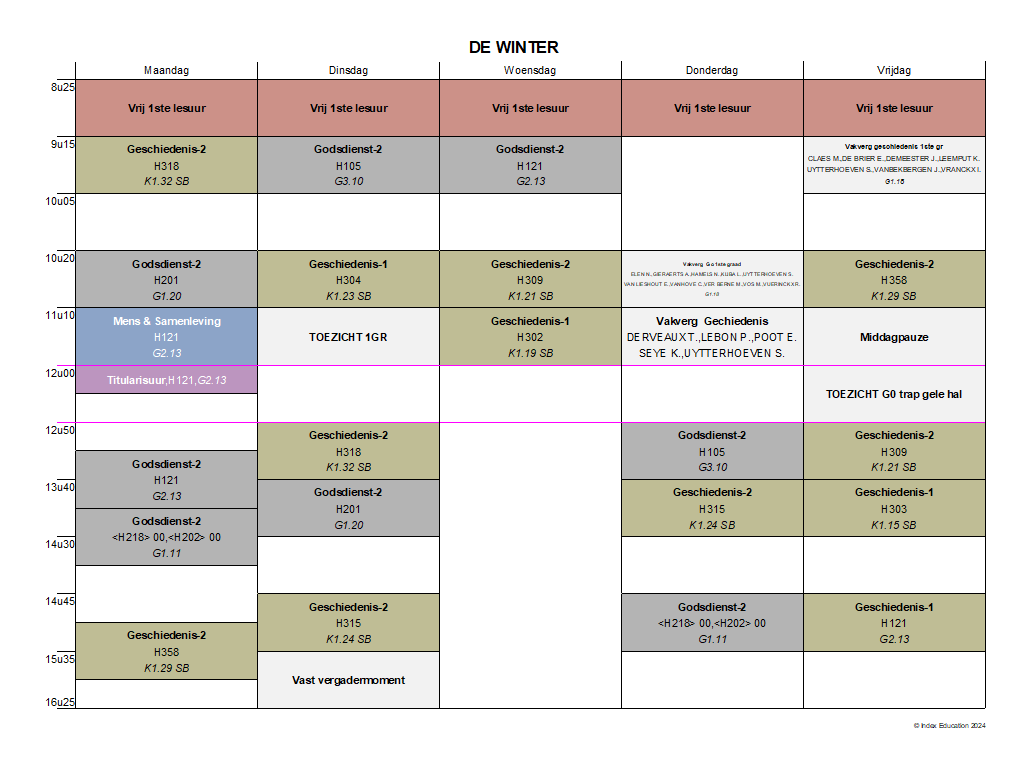 DE WINTER
Maandag Dinsdag Woensdag Donderdag Vrijdag
8u25
Vrij 1ste lesuur Vrij 1ste lesuur Vrij 1ste lesuur Vrij 1ste lesuur Vrij 1ste lesuur
9u15
Geschiedenis-2
H318
K1.32 SB
Godsdienst-2
H105
G3.10
Godsdienst-2
H121
G2.13
Vakverg geschiedenis 1ste gr
CLAES M.,DE BRIER E.,DEMEESTER J.,LEEMPUT K.
UYTTERHOEVEN S.,VANBEKBERGEN J.,VRANCKX I.
G1.18
10u05
10u20
Godsdienst-2
H201
G1.20
Geschiedenis-1
H304
K1.23 SB
Geschiedenis-2
H309
K1.21 SB
Vakverg Go 1ste graad
ELEN N.,GIERAERTS A.,HAMELS N.,KUBA L.,UYTTERHOEVEN S.
VAN LIESHOUT E.,VANHOVE C.,VER BERNE M.,VOS M.,VUERINCKX R.
G1.18
Geschiedenis-2
H358
K1.29 SB
11u10
Mens & Samenleving
H121
G2.13
TOEZICHT 1GR
Geschiedenis-1
H302
K1.19 SB
Vakverg Gechiedenis
DERVEAUX T.,LEBON P.,POOT E.
SEYE K.,UYTTERHOEVEN S.
Middagpauze
12u00
Titularisuur,H121,G2.13
TOEZICHT G0 trap gele hal
12u50
Godsdienst-2
H121
G2.13
Geschiedenis-2
H318
K1.32 SB
Godsdienst-2
H105
G3.10
Geschiedenis-2
H309
K1.21 SB
13u40
Godsdienst-2
<H218> 00,<H202> 00
G1.11
Godsdienst-2
H201
G1.20
Geschiedenis-2
H315
K1.24 SB
Geschiedenis-1
H303
K1.15 SB
14u30
14u45
Geschiedenis-2
H358
K1.29 SB
Geschiedenis-2
H315
K1.24 SB
Godsdienst-2
<H218> 00,<H202> 00
G1.11
Geschiedenis-1
H121
G2.13
15u35
Vast vergadermoment
16u25
© Index Education 2024